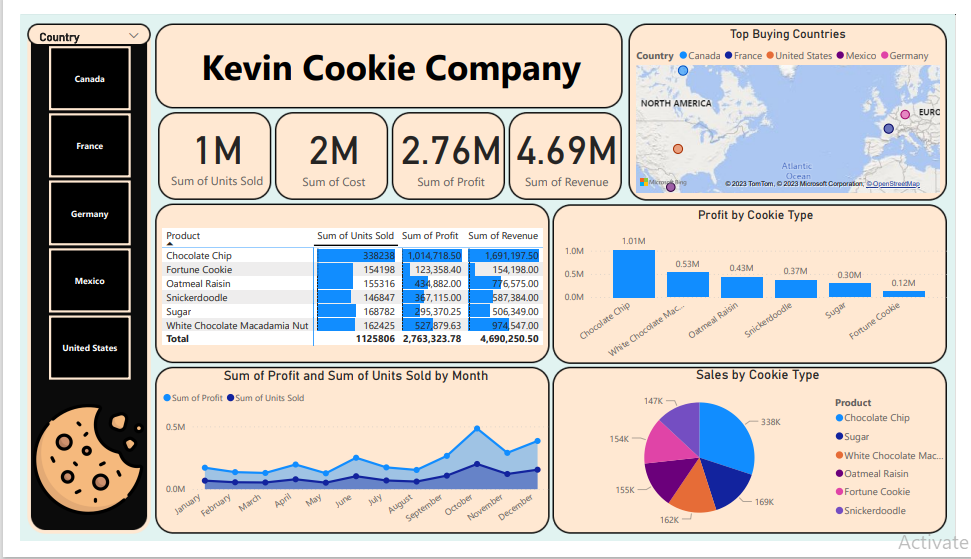 Country
Canada
France
Germany
Mexico
United States
Kevin Cookie Company
1M
Sum of Units Sold
2M
Sum of Cost
2.76M
Sum of Profit
4.69M
Sum of Revenue
Top Buying Countries
Country Canada France United States Mexico Germany
NORTH AMERICA
EURO
Atlantic
Ocean
Microsoft Bing
© 2023 TomTom, © 2023 Microsoft Corporation, © OpenStreetMap
Product Sum of Units Sold Sum of Profit Sum of Revenue
Chocolate Chip 338238 1,014,718.50 1,691,197.50
Fortune Cookie 154198 123,358.40 154,198.00
Oatmeal Raisin 155316 434,882.00 776,575.00
Snickerdoodle 146847 367,115.00 587,384.00
Sugar 168782 295,370.25 506,349.00
White Chocolate Macadamia Nut 162425 527,879.63 974,547.00
Total 1125806 2,763,323.78 4,690,250.50
Profit by Cookie Type
1.0M
0.5M
0.0M
1.01M
0.53M
0.43M
0.37M
0.30M
0.12M
Chocolate Chip
White Chocolate Mac...
Oatmeal Raisin
Snickerdoodle
Sugar
Fortune Cookie
Sum of Profit and Sum of Units Sold by Month
Sum of Profit Sum of Units Sold
0.5M
0.0M
January
February
March
April
May
June
July
August
September
October
November
December
Sales by Cookie Type
147K
338K
154K
155K
162K
169K
Product
Chocolate Chip
Sugar
White Chocolate Mac...
Oatmeal Raisin
Fortune Cookie
Snickerdoodle
Activate